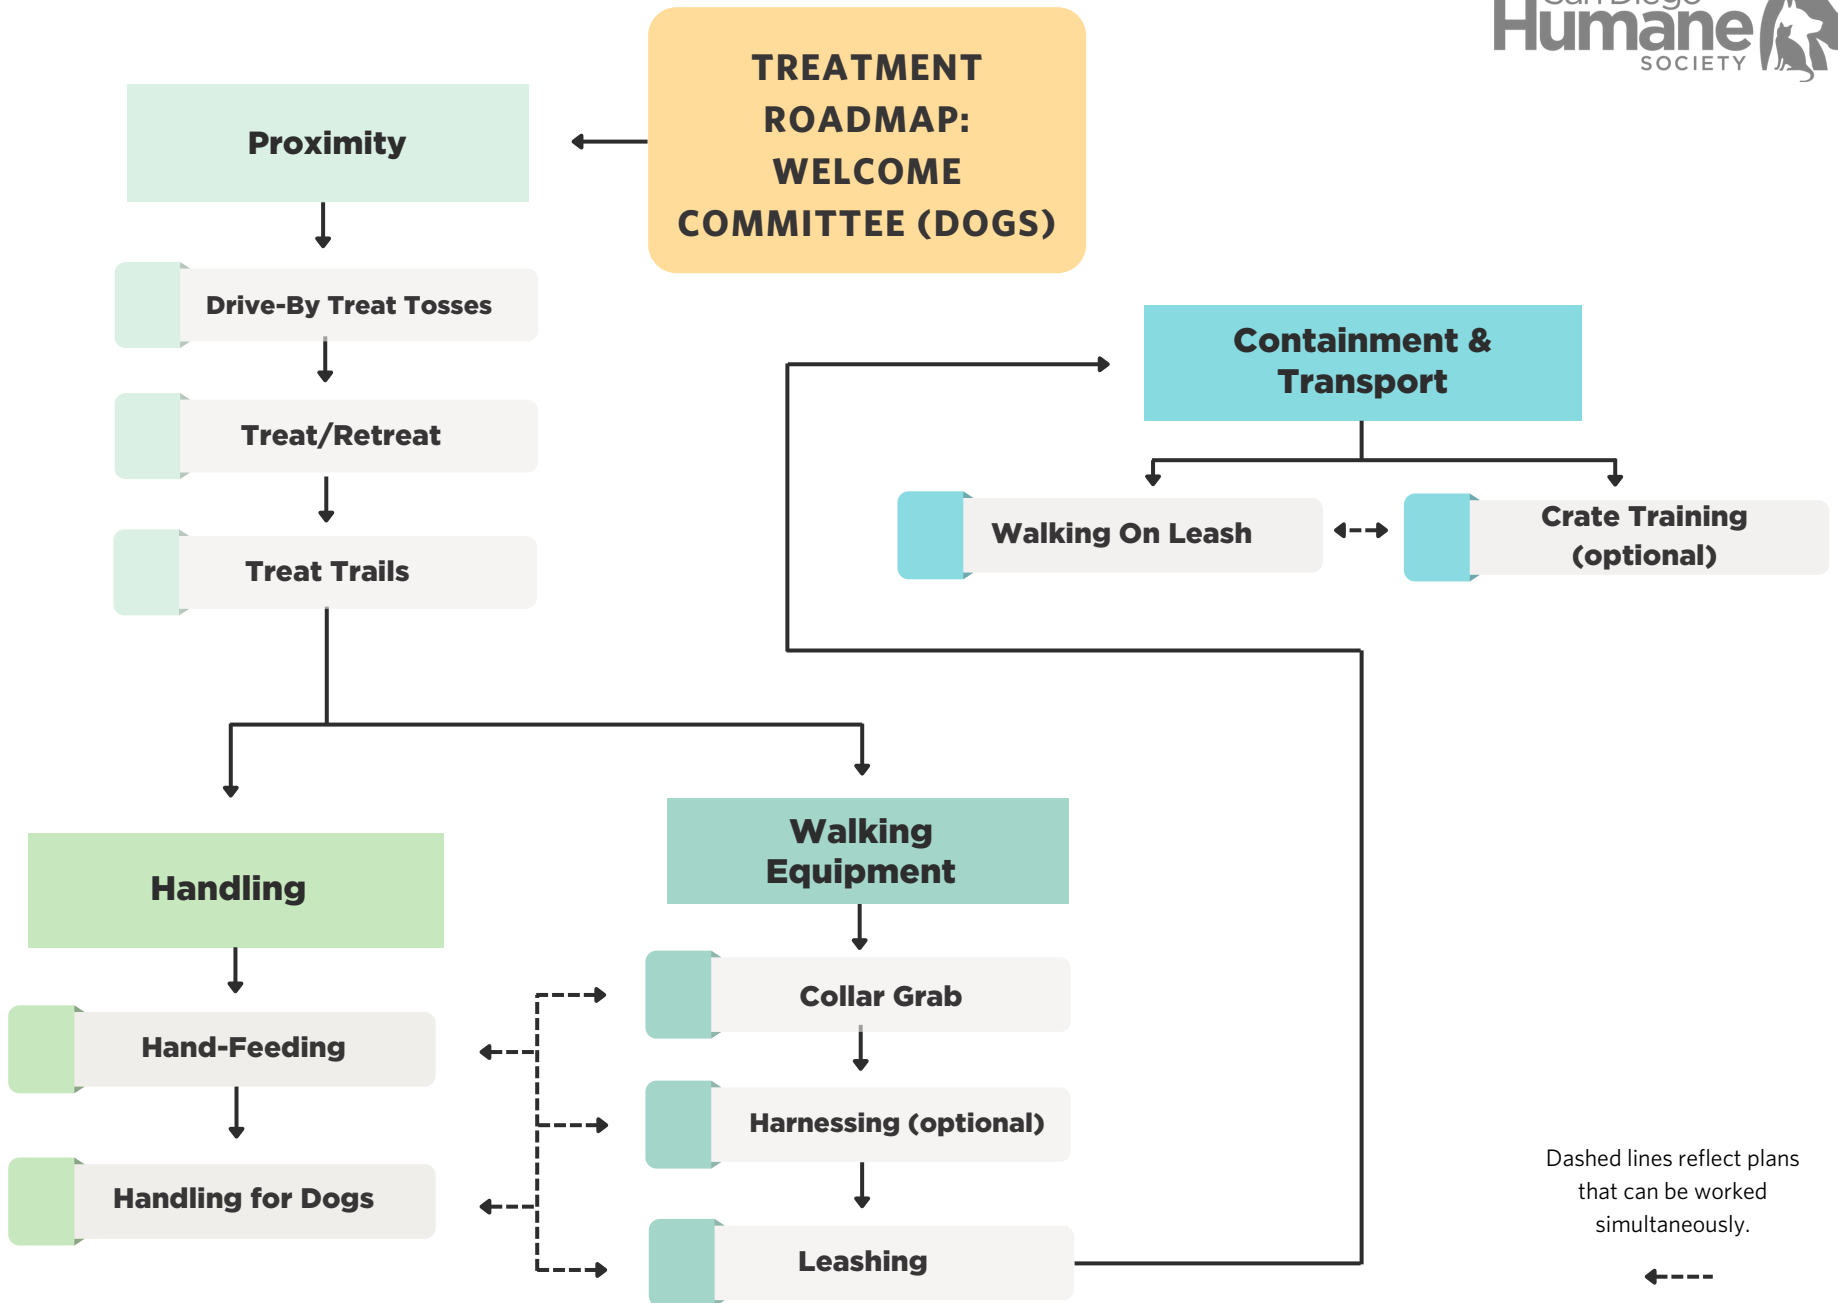 San Diego
Humane
SOCIETY
TREATMENT
ROADMAP:
WELCOME
COMMITTEE (DOGS)
Proximity
Drive-By Treat Tosses
Treat/Retreat
Treat Trails
Containment &
Transport
Walking On Leash
Crate Training
(optional)
Handling
Hand-Feeding
Handling for Dogs
Walking
Equipment
Collar Grab
Harnessing (optional)
Leashing
Dashed lines reflect plans
that can be worked
simultaneously.